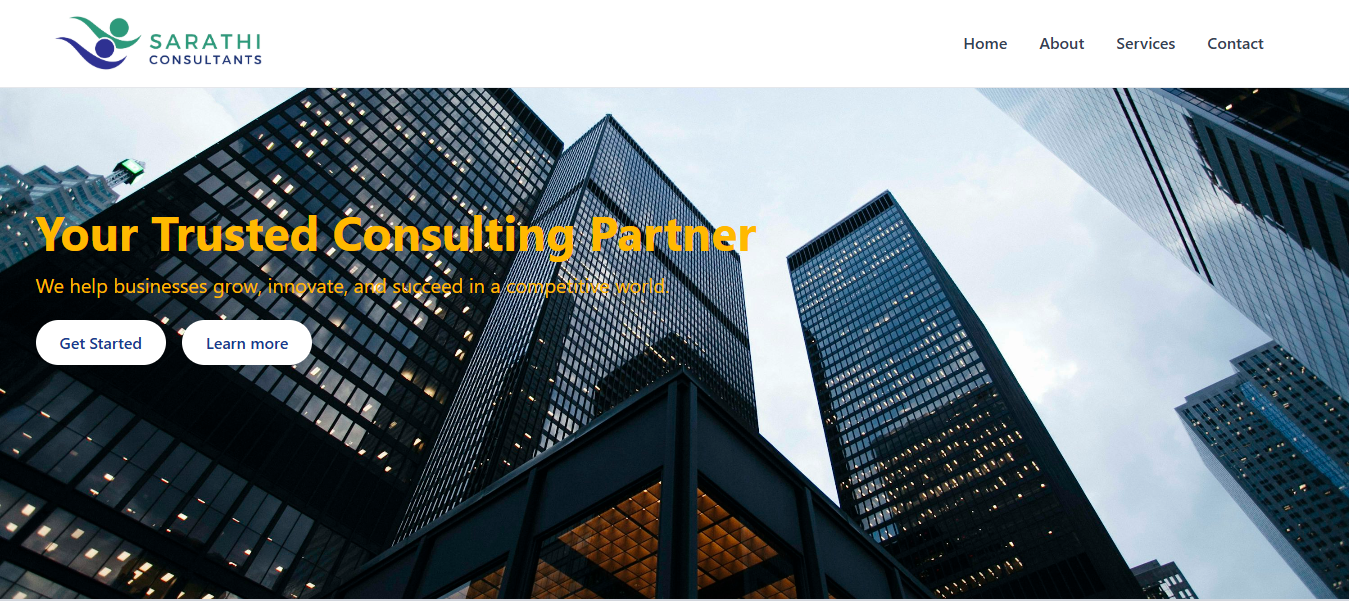 SARATHI
CONSULTANTS
Home About Services Contact
Your Trusted Consulting Partner
We help businesses grow, innovate, and succeed in a competitive world.
Get Started Learn more